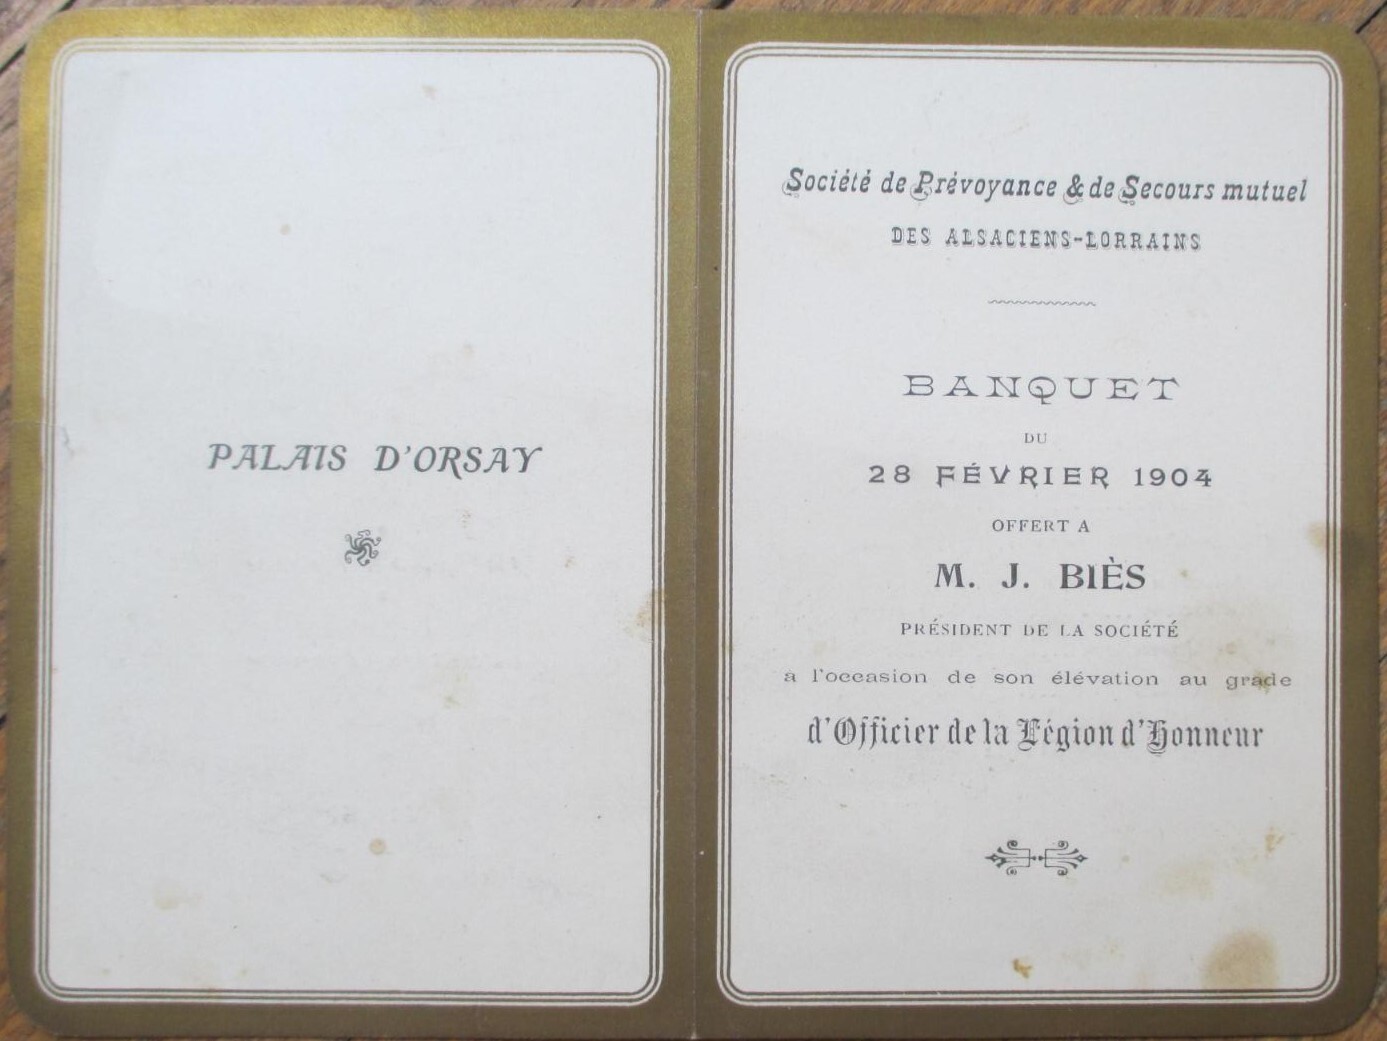 PALAIS D'ORSAY
Société de Prévoyance & de Secours mutuel
DES ALSACIENS-LORRAINS
BANQUET
DU
28 FÉVRIER 1904
OFFERT A
M. J. BIÈS
PRÉSIDENT DE LA SOCIÉTÉ
a l'occasion de son élévation au grade
d'Officier de la Légion d'Honneur